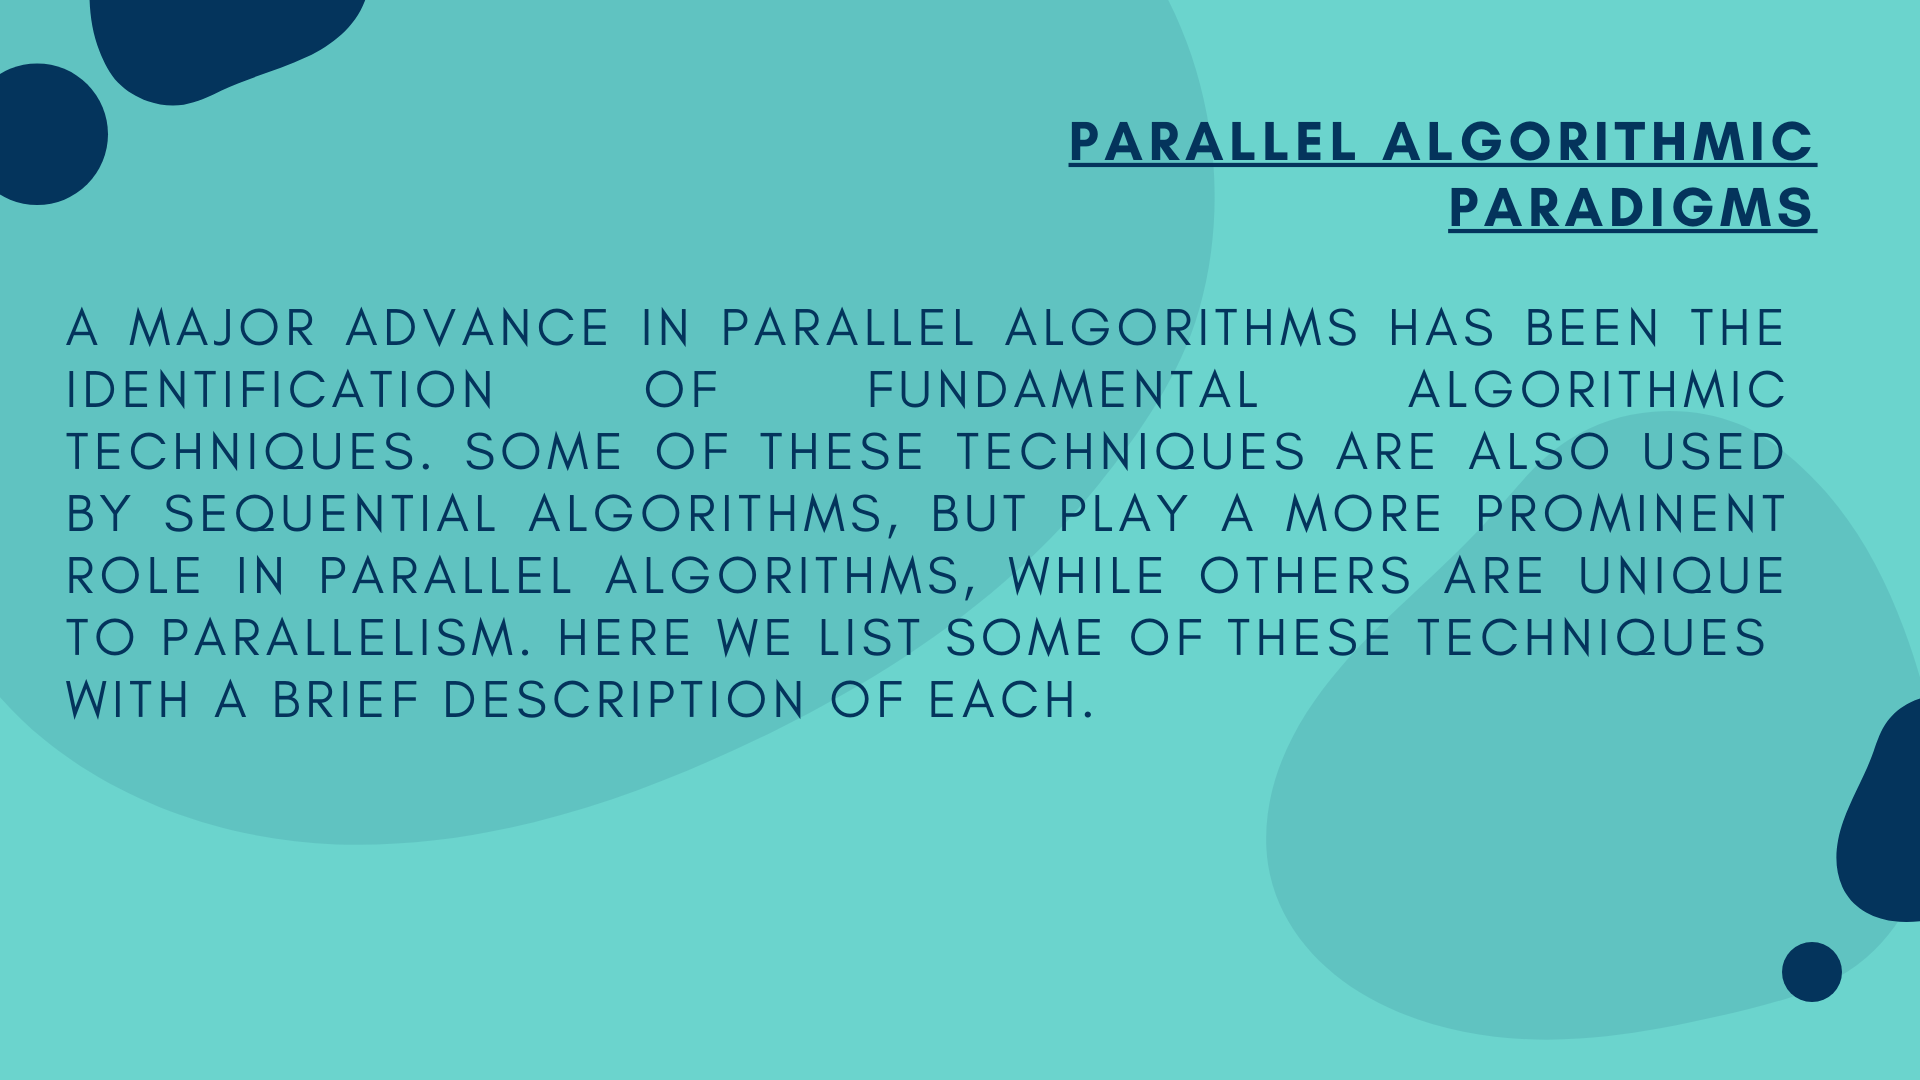 PARALLEL ALGORITHMIC
PARADIGMS
A MAJOR ADVANCE IN PARALLEL ALGORITHMS HAS BEEN THE
IDENTIFICATION OF FUNDAMENTAL ALGORITHMIC
TECHNIQUES. SOME OF THESE TECHNIQUES ARE ALSO USED
BY SEQUENTIAL ALGORITHMS, BUT PLAY A MORE PROMINENT
ROLE IN PARALLEL ALGORITHMS, WHILE OTHERS ARE UNIQUE
TO PARALLELISM. HERE WE LIST SOME OF THESE TECHNIQUES
WITH A BRIEF DESCRIPTION OF EACH.